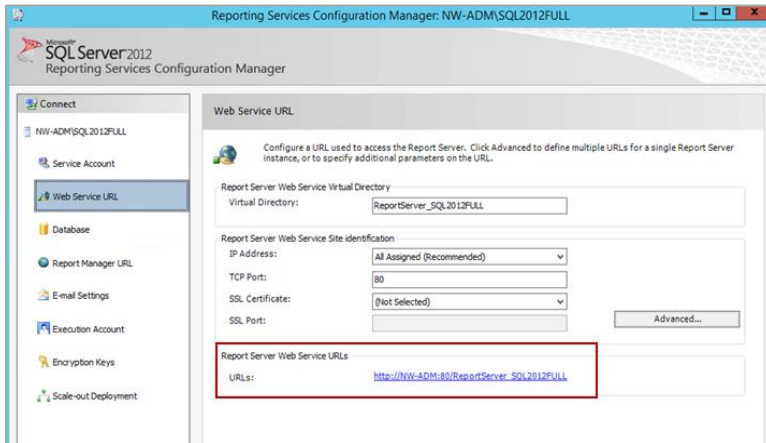 Reporting Services Configuration Manager: NW-ADM\SQL2012FULL
Microsoft
SQL Server 2012
Reporting Services Configuration Manager
Connect
NW-ADM\SQL2012FULL
Service Account
Web Service URL
Database
Report Manager URL
E-mail Settings
Execution Account
Encryption Keys
Scale-out Deployment
Web Service URL
Configure a URL used to access the Report Server. Click Advanced to define multiple URLs for a single Report Server
instance, or to specify additional parameters on the URL.
Report Server Web Service Virtual Directory
Virtual Directory: ReportServer_SQL2012FULL
Report Server Web Service Site identification
IP Address: All Assigned (Recommended)
TCP Port: 80
SSL Certificate: (Not Selected)
SSL Port:
Advanced...
Report Server Web Service URLs
URLs: http://NW-ADM:80/ReportServer_SQL2012FULL